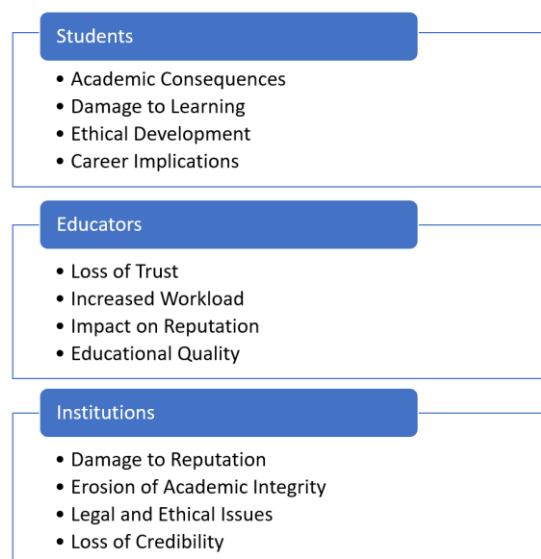 Students
• Academic Consequences
• Damage to Learning
• Ethical Development
• Career Implications
Educators
• Loss of Trust
• Increased Workload
• Impact on Reputation
• Educational Quality
Institutions
• Damage to Reputation
• Erosion of Academic Integrity
• Legal and Ethical Issues
• Loss of Credibility